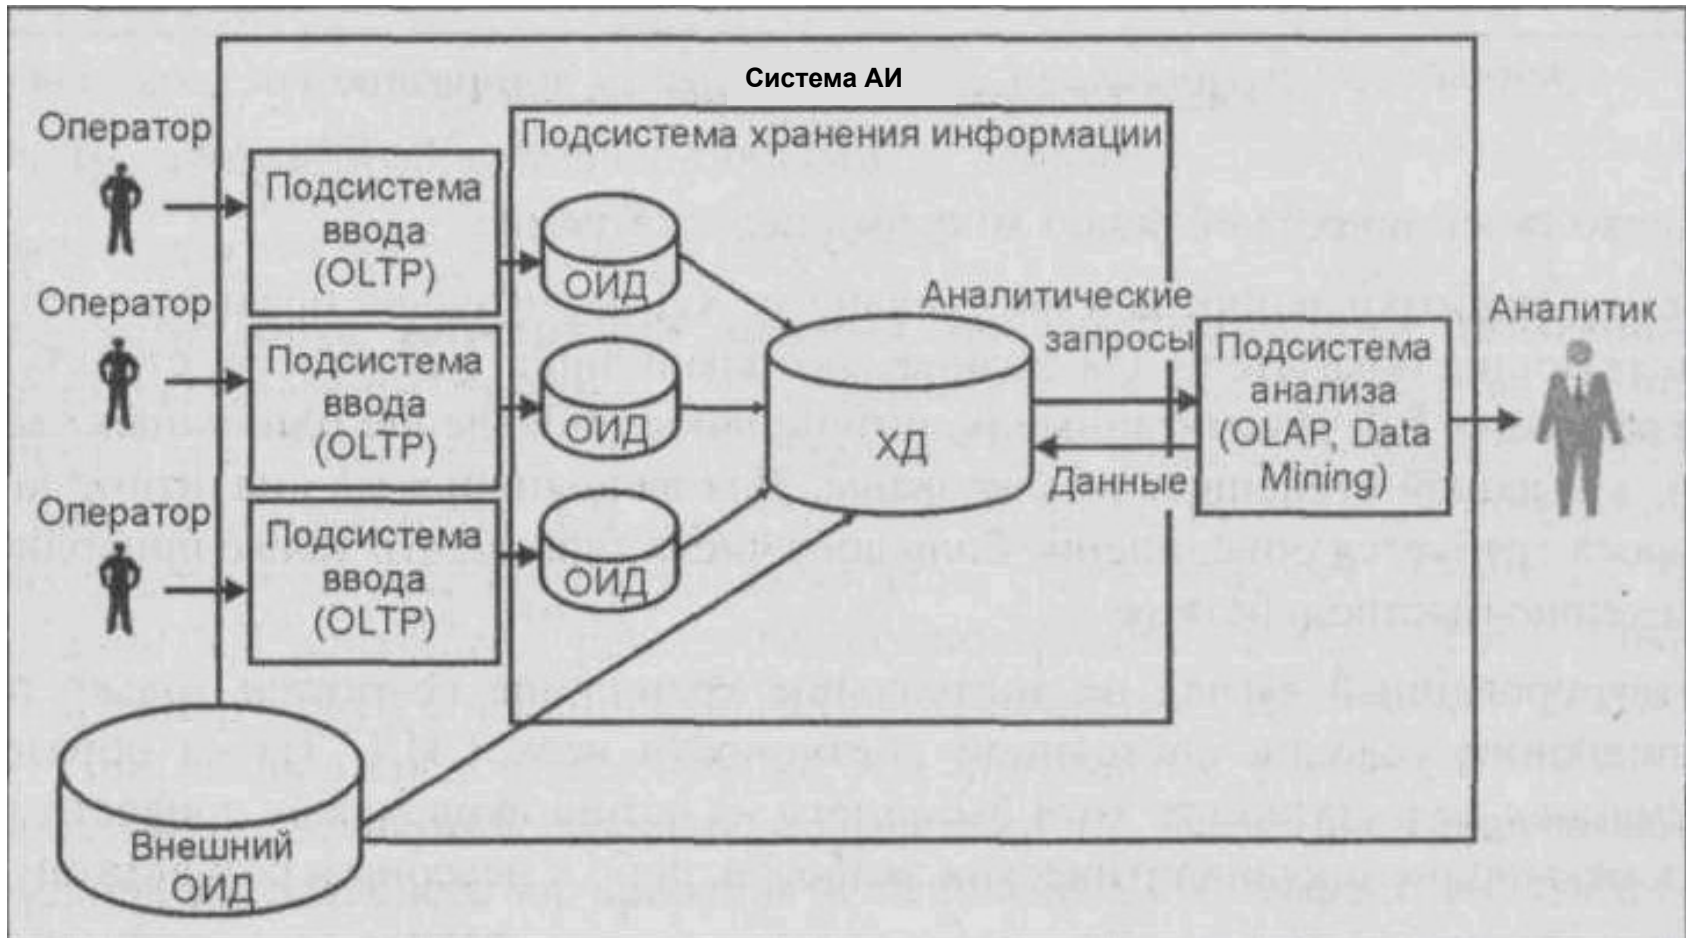 Система АИ
Подсистема хранения информации
Оператор
Подсистема
ввода
(OLTP)
ОИД
Оператор
Подсистема
ввода
(OLTP)
ОИД
Оператор
Подсистема
ввода
(OLTP)
ОИД
ХД
Аналитические
запросы
Данные
Подсистема
анализа
(OLAP, Data
Mining)
Аналитик
Внешний
ОИД